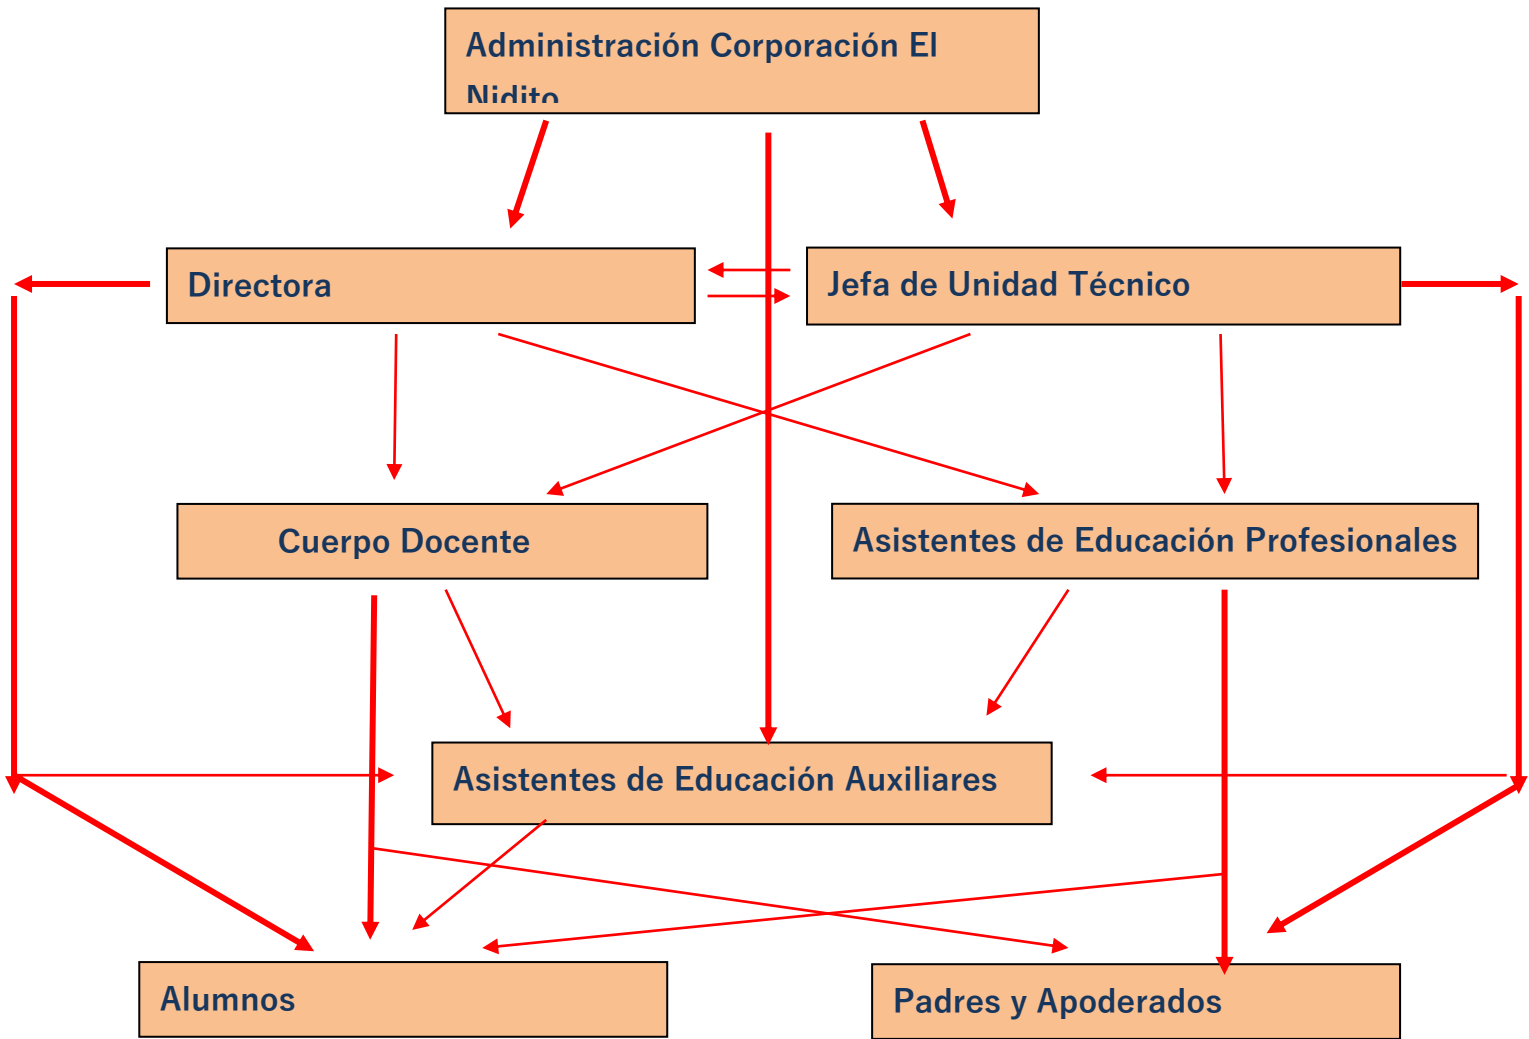 Administración Corporación El
Nidito
Directora
Jefa de Unidad Técnico
Cuerpo Docente
Asistentes de Educación Profesionales
Asistentes de Educación Auxiliares
Alumnos
Padres y Apoderados